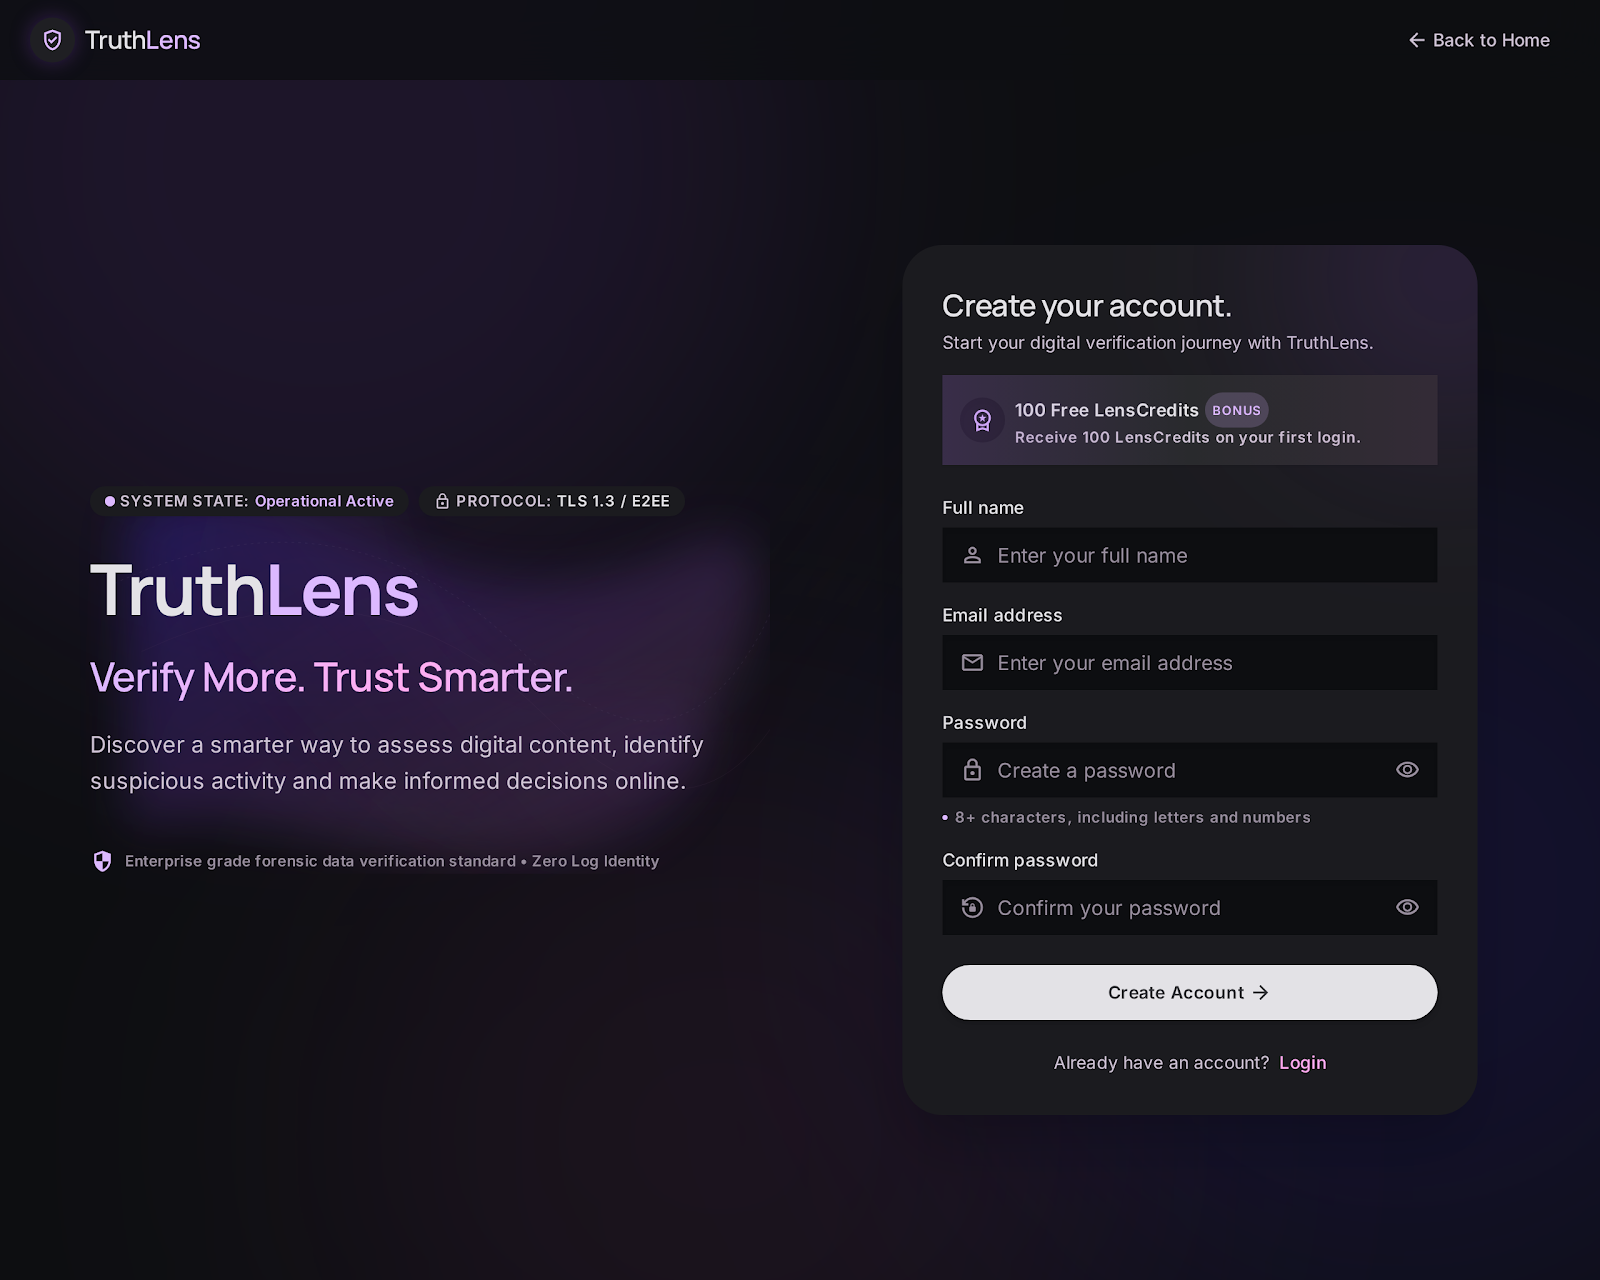 TruthLens
Back to Home
SYSTEM STATE: Operational Active
PROTOCOL: TLS 1.3 / E2EE
TruthLens
Verify More. Trust Smarter.
Discover a smarter way to assess digital content, identify
suspicious activity and make informed decisions online.
Enterprise grade forensic data verification standard • Zero Log Identity
Create your account.
Start your digital verification journey with TruthLens.
100 Free LensCredits BONUS
Receive 100 LensCredits on your first login.
Full name
Enter your full name
Email address
Enter your email address
Password
Create a password
• 8+ characters, including letters and numbers
Confirm password
Confirm your password
Create Account
Already have an account? Login